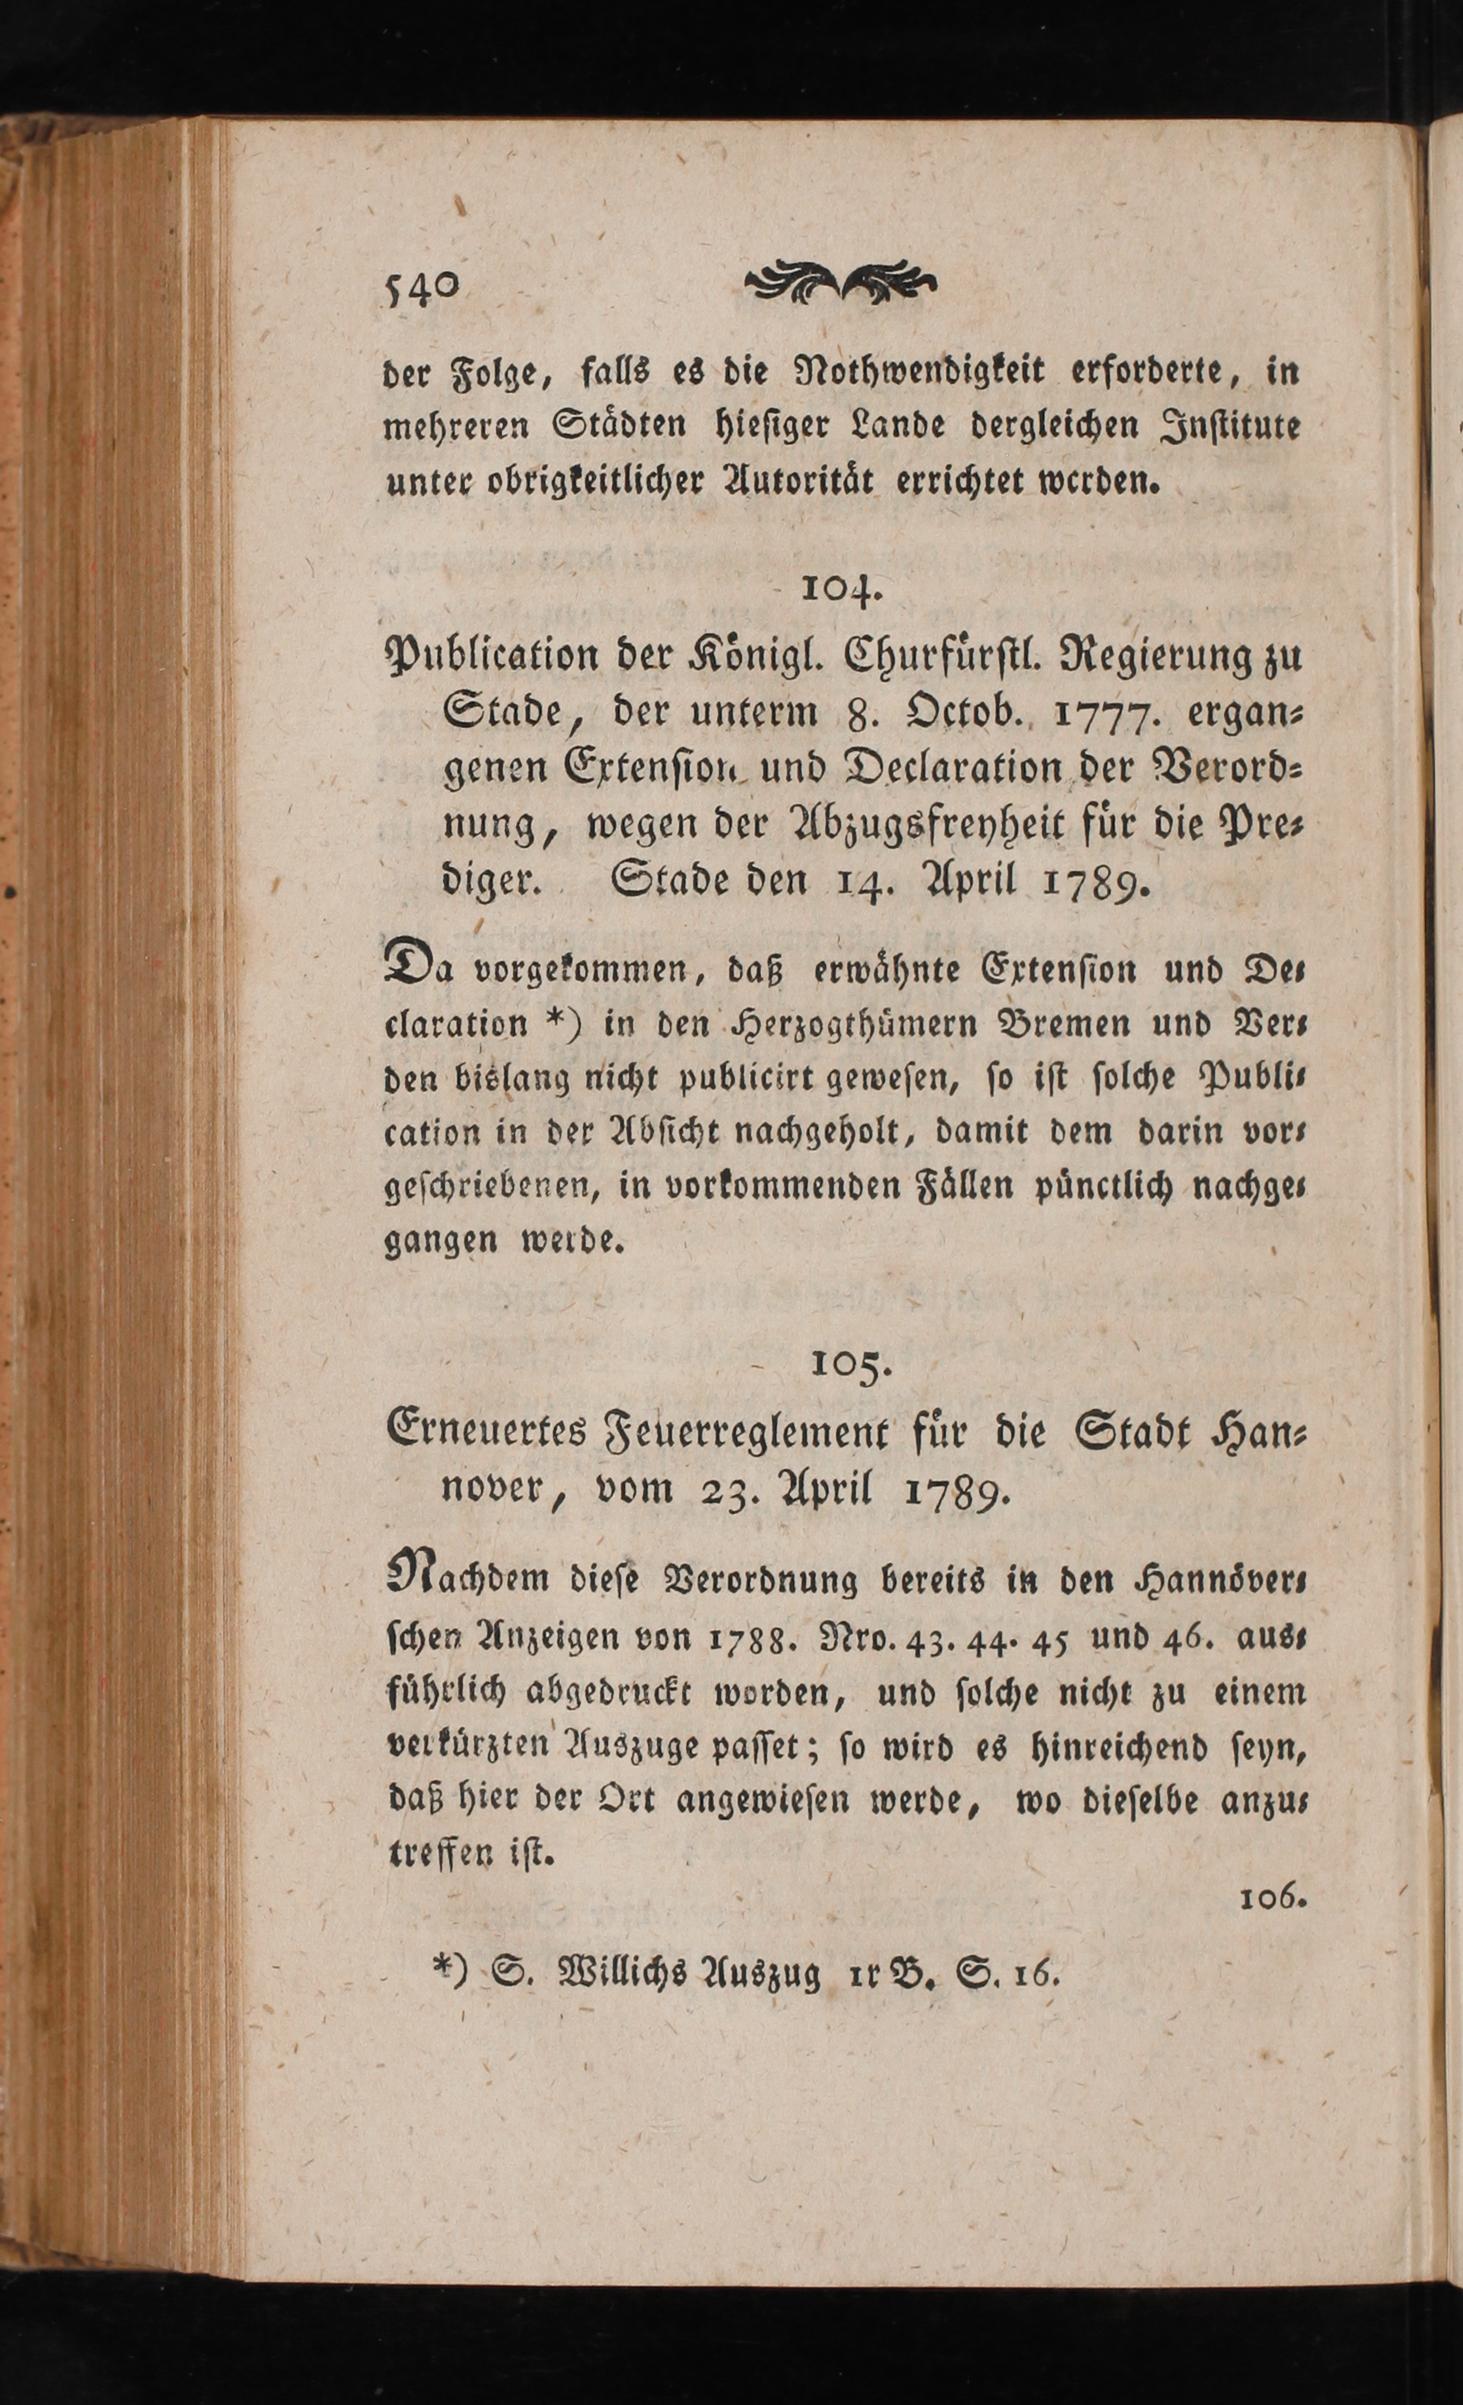 540
der Folge, falls es die Nothwendigkeit erforderte, in
mehreren Städten hieſiger Lande dergleichen Inſtitute
unter obrigkeitlicher Autorität errichtet werden.
104.
Publication der Königl. Churfürſtl. Regierung zu
Stade, der unterm 8. Octob. 1777. ergan⸗
genen Extenſion und Declaration der Verord⸗
nung, wegen der Abzugsfreyheit für die Pre⸗
diger. Stade den 14. April 1789.
Da vorgekommen, daß erwähnte Extenſion und De⸗
claration *) in den Herzogthümern Bremen und Ver⸗
den bislang nicht publicirt geweſen, ſo iſt ſolche Publi⸗
cation in der Abſicht nachgeholt, damit dem darin vor⸗
geſchriebenen, in vorkommenden Fällen pünctlich nachge⸗
gangen werde.
105.
Erneuertes Feuerreglement für die Stadt Han⸗
nover, vom 23. April 1789.
Nachdem dieſe Verordnung bereits in den Hannöver⸗
ſchen Anzeigen von 1788. Nro. 43. 44. 45 und 46. aus⸗
führlich abgedruckt worden, und ſolche nicht zu einem
verkürzten Auszuge paſſet; ſo wird es hinreichend ſeyn,
daß hier der Ort angewieſen werde, wo dieſelbe anzu⸗
treffen iſt.
106.
*) S. Willichs Auszug 1r B. S. 16.